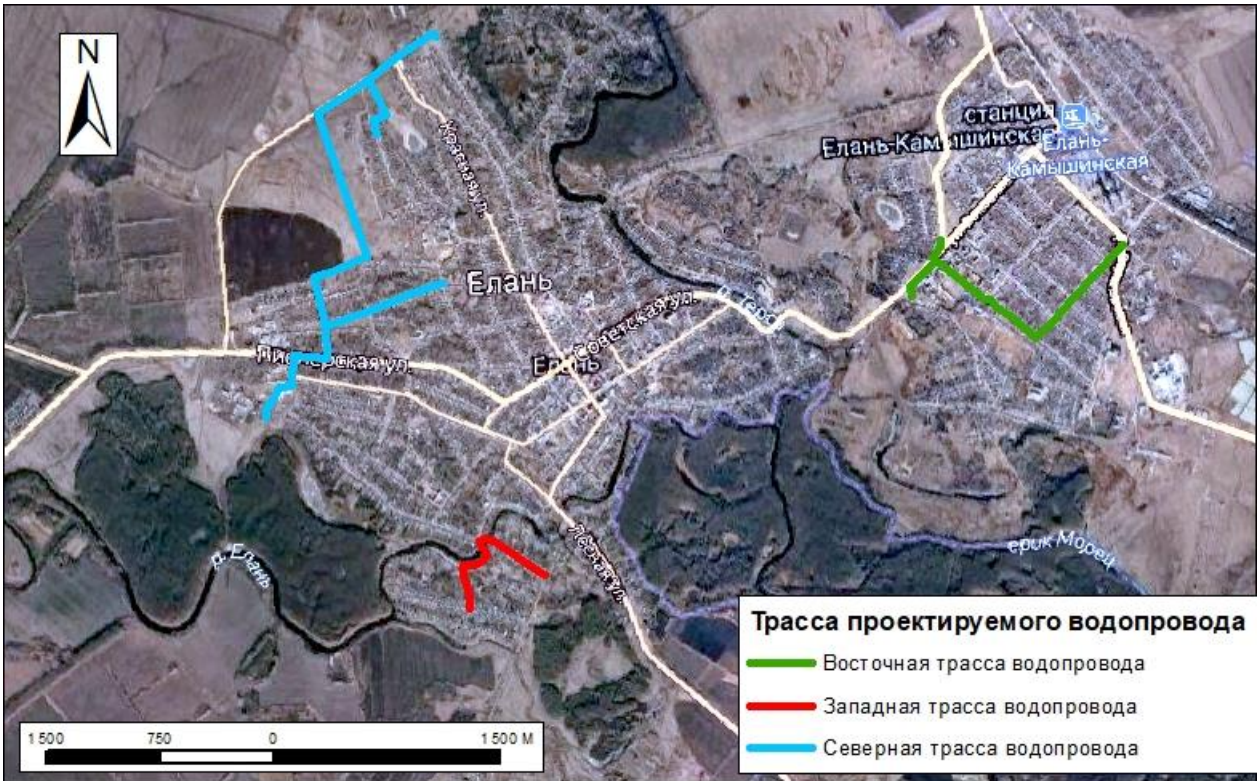 N
станция
Елань-Камышинская
Елань-
Камышинская
Красная ул.
Елань
р. Терса
Советская ул.
Пионерская ул.
Елань
Лесная ул.
р. Елань
ерик Морец
Трасса проектируемого водопровода
Восточная трасса водопровода
Западная трасса водопровода
Северная трасса водопровода
1 500 750 0 1 500 М